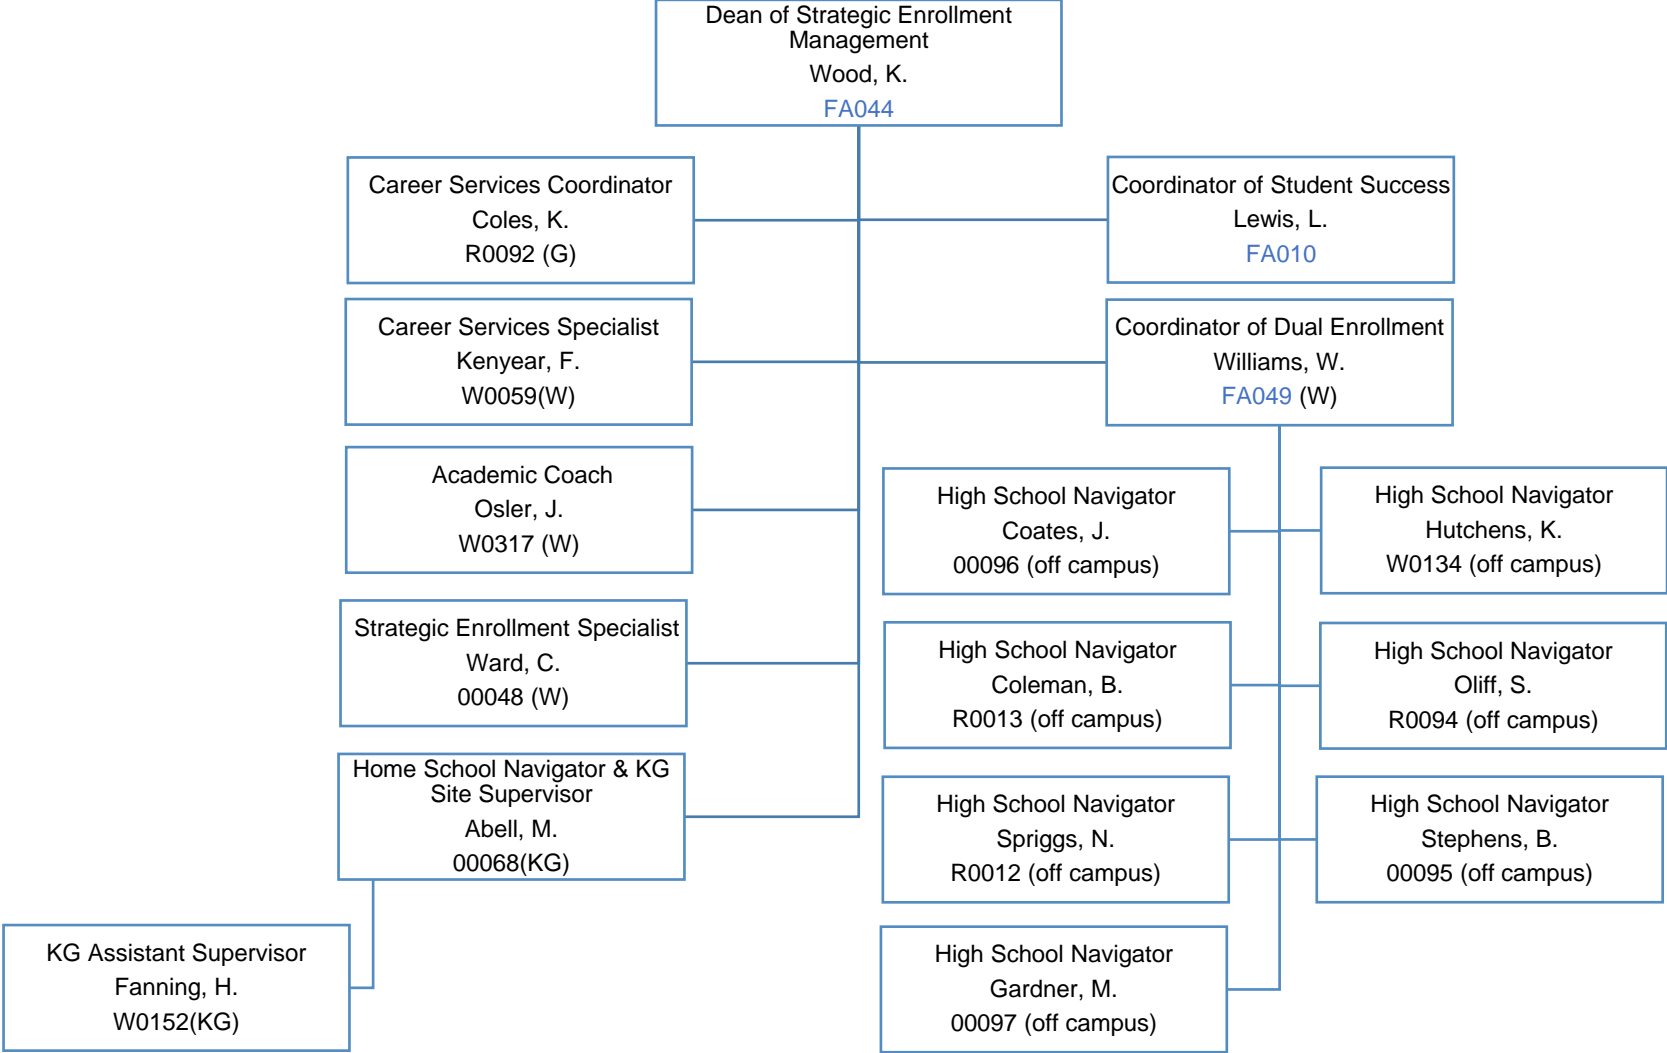 Dean of Strategic Enrollment
Management
Wood, K.
FA044
Career Services Coordinator
Coles, K.
R0092 (G)
Coordinator of Student Success
Lewis, L.
FA010
Career Services Specialist
Kenyear, F.
W0059(W)
Coordinator of Dual Enrollment
Williams, W.
FA049 (W)
Academic Coach
Osler, J.
W0317 (W)
High School Navigator
Coates, J.
00096 (off campus)
High School Navigator
Hutchens, K.
W0134 (off campus)
Strategic Enrollment Specialist
Ward, C.
00048 (W)
High School Navigator
Coleman, B.
R0013 (off campus)
High School Navigator
Oliff, S.
R0094 (off campus)
Home School Navigator & KG
Site Supervisor
Abell, M.
00068(KG)
High School Navigator
Spriggs, N.
R0012 (off campus)
High School Navigator
Stephens, B.
00095 (off campus)
KG Assistant Supervisor
Fanning, H.
W0152(KG)
High School Navigator
Gardner, M.
00097 (off campus)